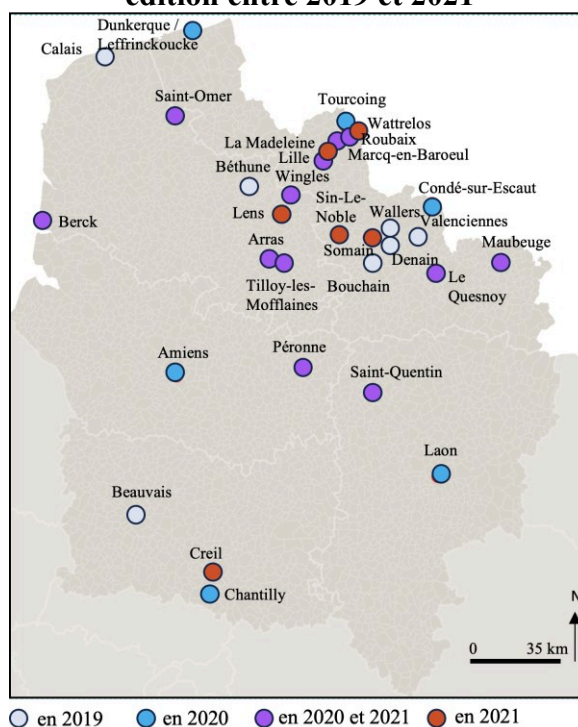 édition entre 2019 et 2021
Dunkerque /
Leffrinckoucke
Calais
Saint-Omer
Tourcoing
Wattrelos
La Madeleine
Roubaix
Lille
Marcq-en-Baroeul
Béthune
Wingles
Condé-sur-Escaut
Sin-Le-
Noble
Wallers
Valenciennes
Berck
Lens
Maubeuge
Arras
Somain
Denain
Tilloy-les-
Mofflaines
Bouchain
Le
Quesnoy
Amiens
Péronne
Saint-Quentin
Laon
Beauvais
Creil
Chantilly
N
0 35 km
en 2019 en 2020 en 2020 et 2021 en 2021